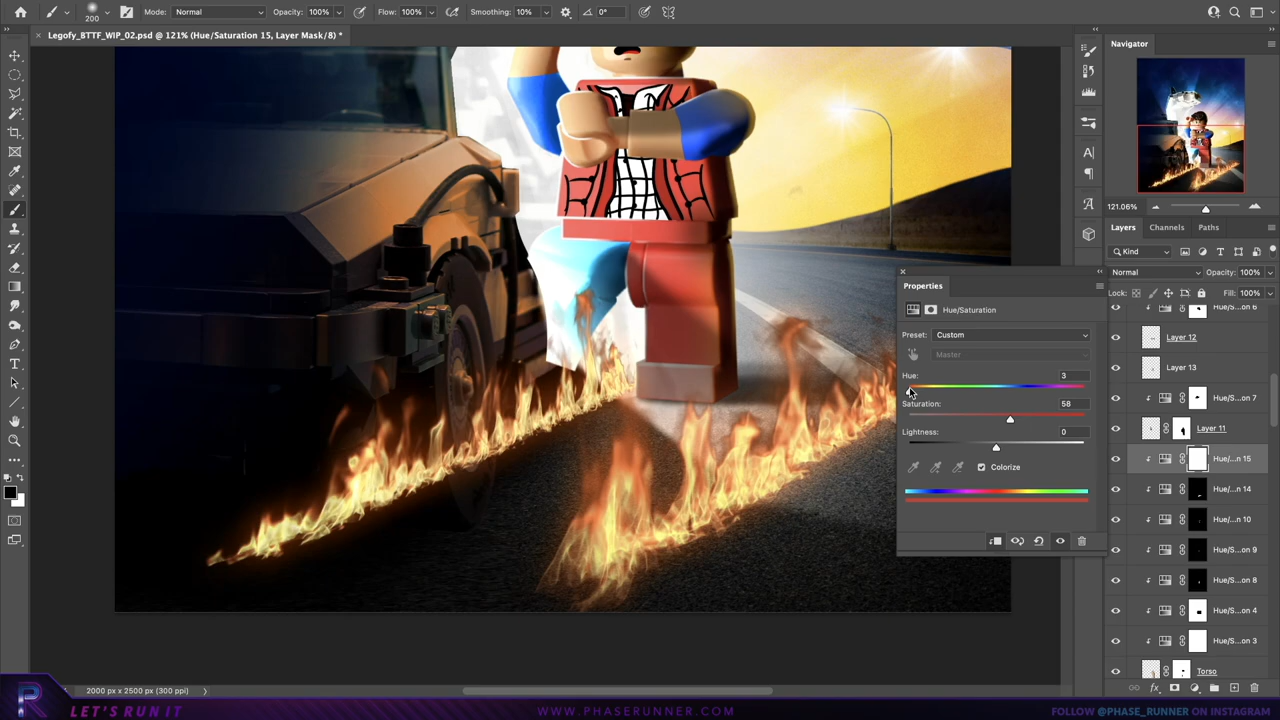 Mode: Normal Opacity: 100% Flow: 100% Smoothing: 10% 0°
200
Legofy_BTTF_WIP_02.psd @ 121% (Hue/Saturation 15, Layer Mask/8) *
Navigator
121.06%
Layers Channels Paths
Kind
Normal Opacity: 100%
Lock: Fill: 100%
Hue/S...on 6
Layer 12
Layer 13
Hue/S...on 7
Layer 11
Hue/...n 15
Hue/...n 14
Hue/...n 10
Hue/S...on 9
Hue/S...on 8
Hue/S...on 4
Hue/S...on 3
Torso
Properties
Hue/Saturation
Preset: Custom
Master
Hue: 3
Saturation: 58
Lightness: 0
Colorize
2000 px x 2500 px (300 ppi)
LET'S RUN IT
WWW.PHASERUNNER.COM
FOLLOW @PHASE_RUNNER ON INSTAGRAM